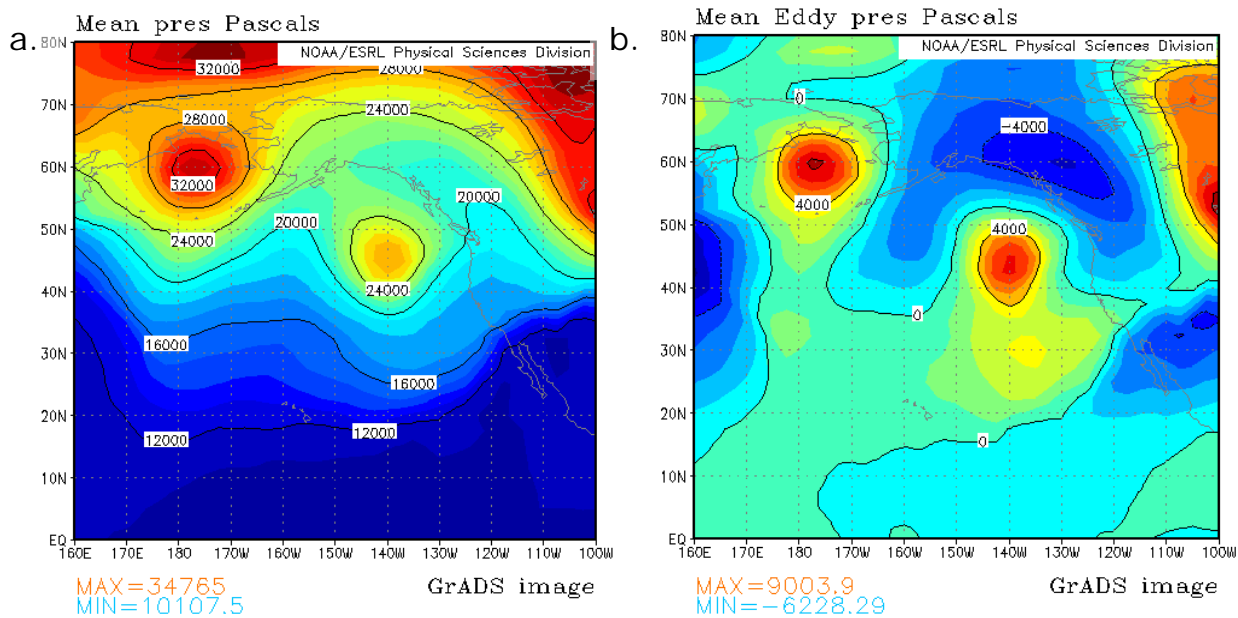 a.
Mean pres Pascals
NOAA/ESRL Physical Sciences Division
80N
70N
60N
50N
40N
30N
20N
10N
EQ
32000
28000
24000
28000
32000
24000
20000
20000
24000
16000
16000
12000
12000
160E 170E 180 170W 160W 150W 140W 130W 120W 110W 100W
MAX=34765
MIN=10107.5
GrADS image
b.
Mean Eddy pres Pascals
NOAA/ESRL Physical Sciences Division
80N
70N
60N
50N
40N
30N
20N
10N
EQ
0
-4000
4000
4000
0
0
160E 170E 180 170W 160W 150W 140W 130W 120W 110W 100W
MAX=9003.9
MIN=-6228.29
GrADS image